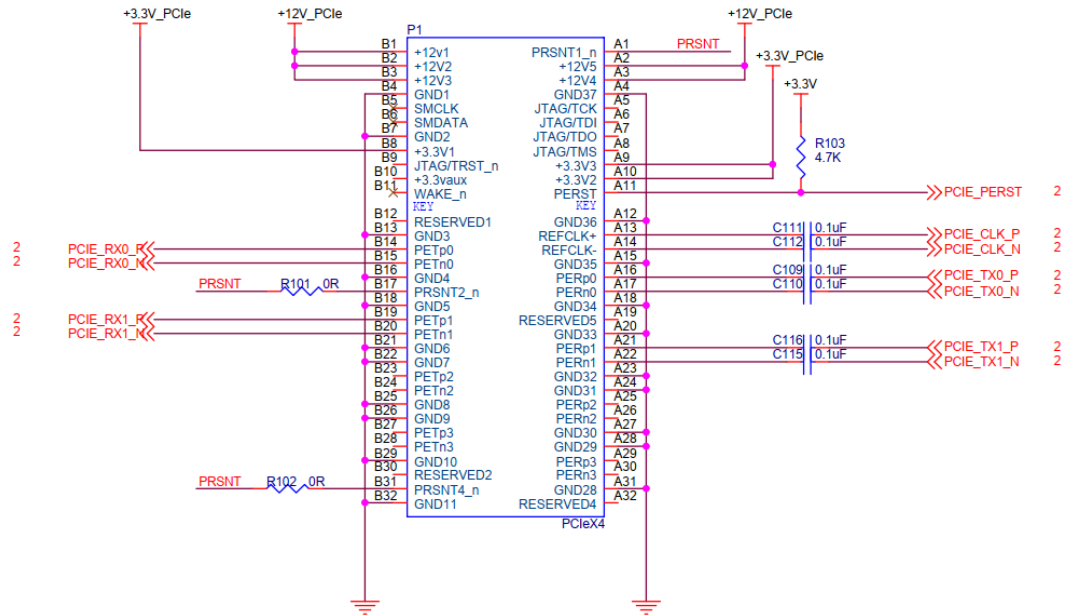 +3.3V_PCIe +12V_PCIe +12V_PCIe
P1
+3.3V_PCIe
+3.3V
B1 +12v1 PRSNT1_n A1 PRSNT
B2 +12V2 +12V5 A2
B3 +12V3 +12V4 A3
B4 GND1 GND37 A4
B5 SMCLK JTAG/TCK A5
B6 SMDATA JTAG/TDI A6
B7 GND2 JTAG/TDO A7
B8 +3.3V1 JTAG/TMS A8
R103
4.7K
B9 JTAG/TRST_n +3.3V3 A9
B10 +3.3vaux +3.3V2 A10
B11 WAKE_n PERST A11 PCIE_PERST 2
KEY KEY
B12 RESERVED1 GND36 A12
B13 GND3 REFCLK+ A13 C111 0.1uF PCIE_CLK_P 2
2 PCIE_RX0_P B14 PETp0 REFCLK- A14 C112 0.1uF PCIE_CLK_N 2
2 PCIE_RX0_N B15 PETn0 GND35 A15
B16 GND4 PERp0 A16 C109 0.1uF PCIE_TX0_P 2
PRSNT R101 0R B17 PRSNT2_n PERn0 A17 C110 0.1uF PCIE_TX0_N 2
B18 GND5 GND34 A18
2 PCIE_RX1_P B19 PETp1 RESERVED5 A19
2 PCIE_RX1_N B20 PETn1 GND33 A20
B21 GND6 PERp1 A21 C116 0.1uF PCIE_TX1_P 2
B22 GND7 PERn1 A22 C115 0.1uF PCIE_TX1_N 2
B23 PETp2 GND32 A23
B24 PETn2 GND31 A24
B25 GND8 PERp2 A25
B26 GND9 PERn2 A26
B27 PETp3 GND30 A27
B28 PETn3 GND29 A28
B29 GND10 PERp3 A29
B30 RESERVED2 PERn3 A30
PRSNT R102 0R B31 PRSNT4_n GND28 A31
B32 GND11 RESERVED4 A32
PCIeX4